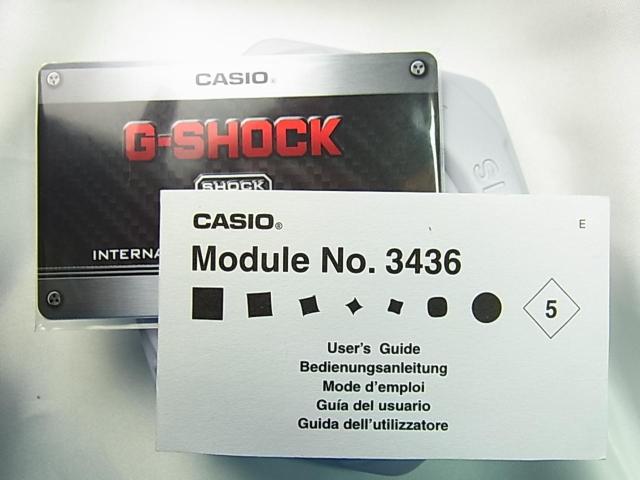 CASIO®
G-SHOCK
SHOCK
INTERNA
CASIO®
E
Module No. 3436
5
User's Guide
Bedienungsanleitung
Mode d'emploi
Guía del usuario
Guida dell'utilizzatore